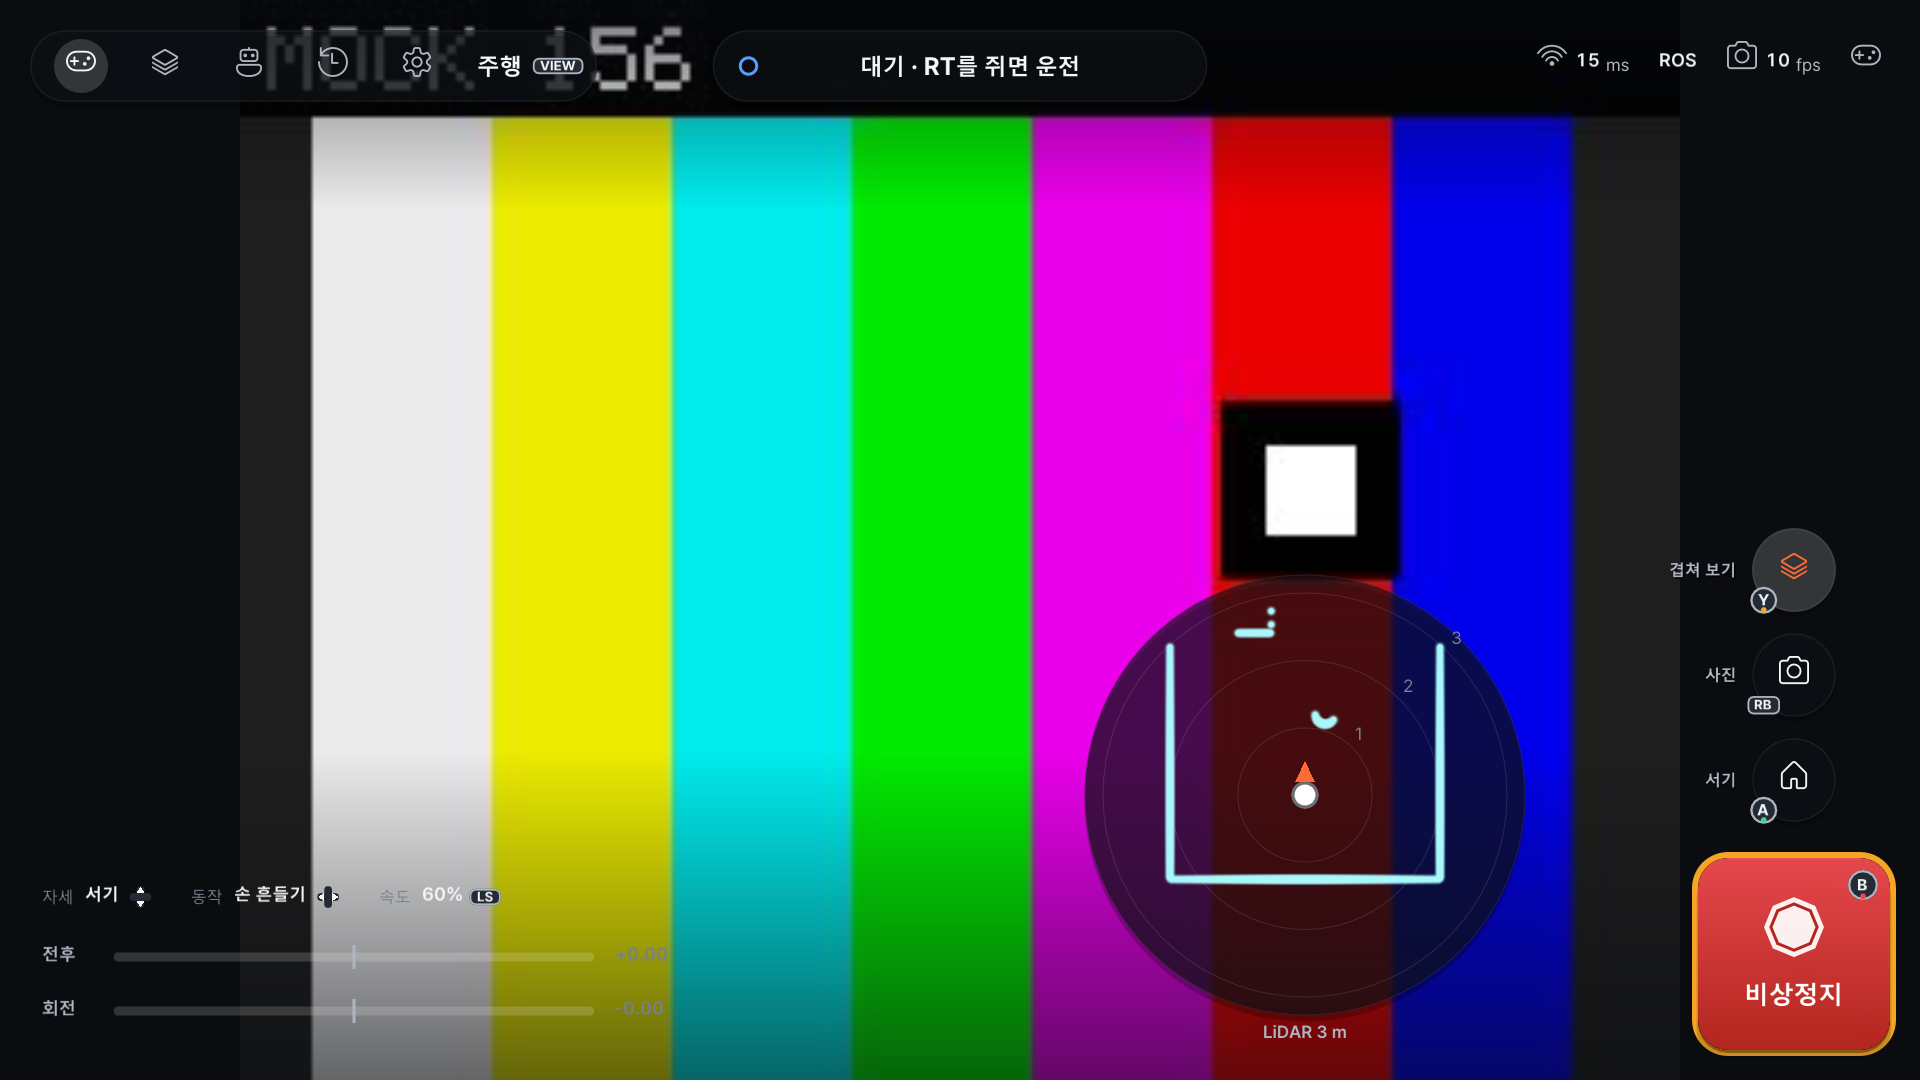 MOCK 156
주행 VIEW
대기 · RT를 쥐면 운전
15 ms ROS 10 fps
겹쳐 보기
Y
사진
RB
서기
A
3
2
1
LiDAR 3 m
자세 서기 동작 손 흔들기 속도 60% LS
전후 +0.00
회전 -0.00
B
비상정지